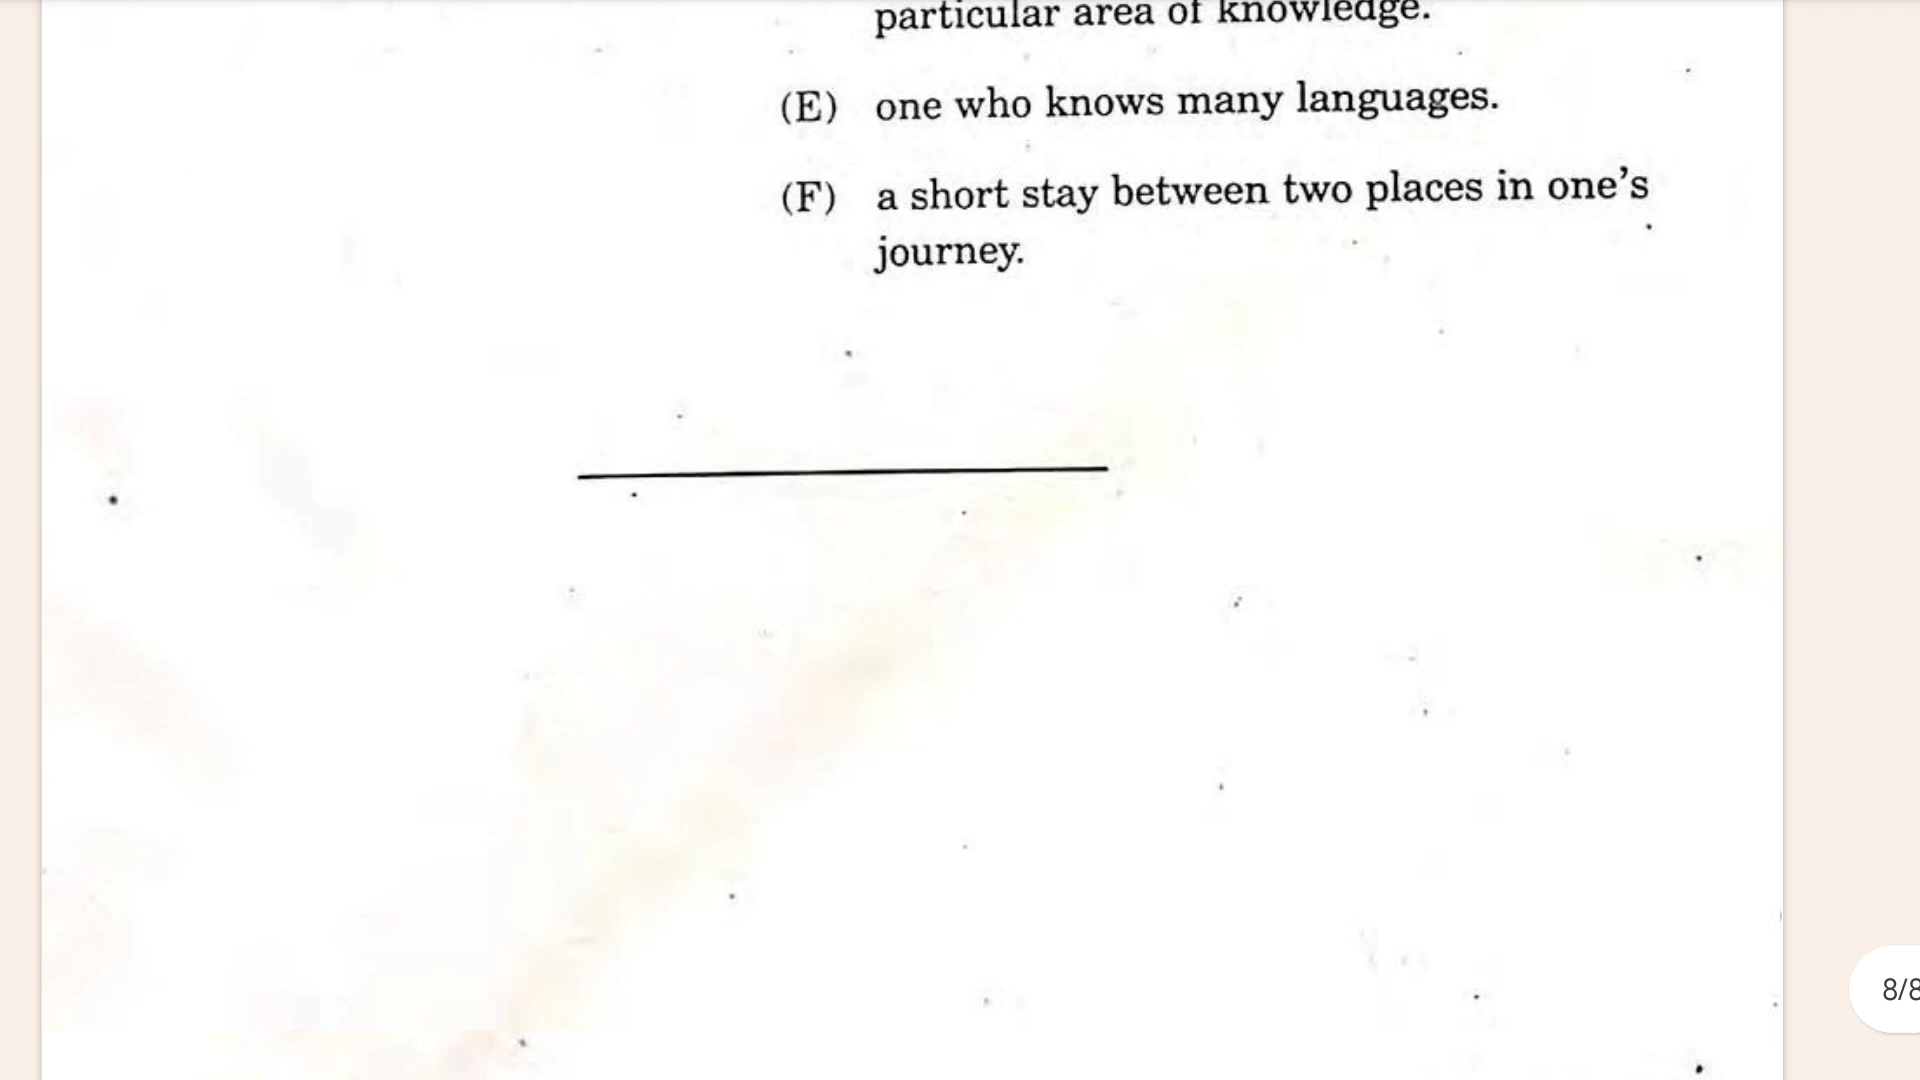 particular area of knowledge.
(E) one who knows many languages.
(F) a short stay between two places in one's
journey.
8/8